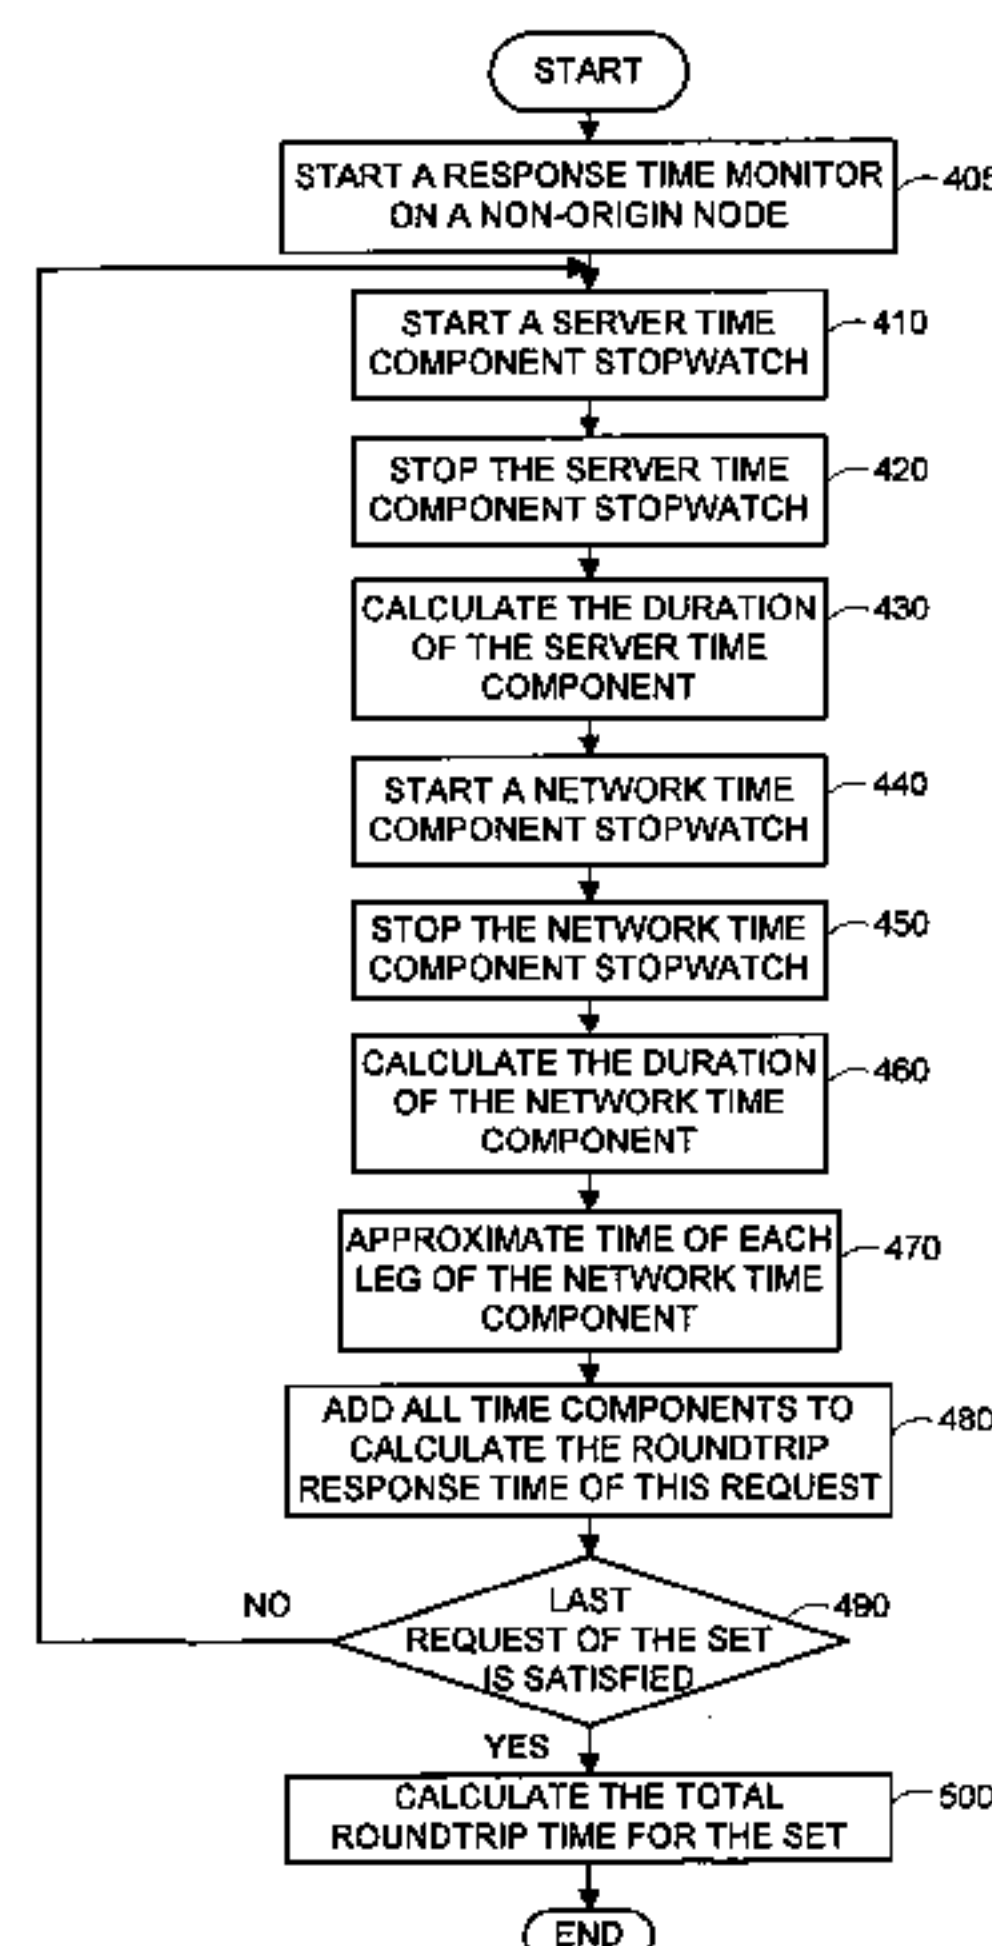 START
START A RESPONSE TIME MONITOR
ON A NON-ORIGIN NODE
405
START A SERVER TIME
COMPONENT STOPWATCH
410
STOP THE SERVER TIME
COMPONENT STOPWATCH
420
CALCULATE THE DURATION
OF THE SERVER TIME
COMPONENT
430
START A NETWORK TIME
COMPONENT STOPWATCH
440
STOP THE NETWORK TIME
COMPONENT STOPWATCH
450
CALCULATE THE DURATION
OF THE NETWORK TIME
COMPONENT
460
APPROXIMATE TIME OF EACH
LEG OF THE NETWORK TIME
COMPONENT
470
ADD ALL TIME COMPONENTS TO
CALCULATE THE ROUNDTRIP
RESPONSE TIME OF THIS REQUEST
480
NO
LAST
REQUEST OF THE SET
IS SATISFIED
490
YES
CALCULATE THE TOTAL
ROUNDTRIP TIME FOR THE SET
500
END